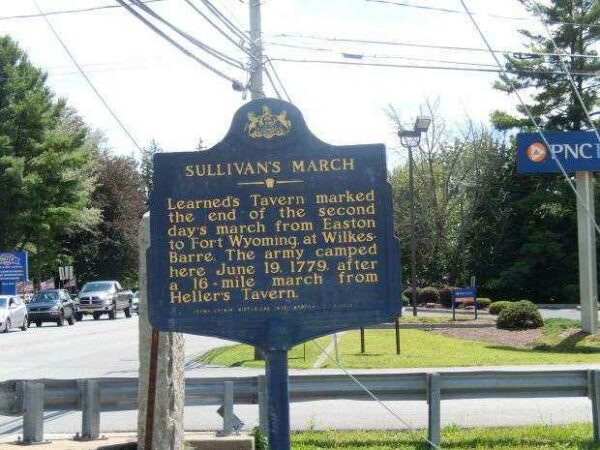 SULLIVAN'S MARCH
Learned's Tavern marked
the end of the second
day's march from Easton
to Fort Wyoming, at Wilkes-
Barre. The army camped
here June 19, 1779, after
a 16-mile march from
Heller's Tavern.
PNC